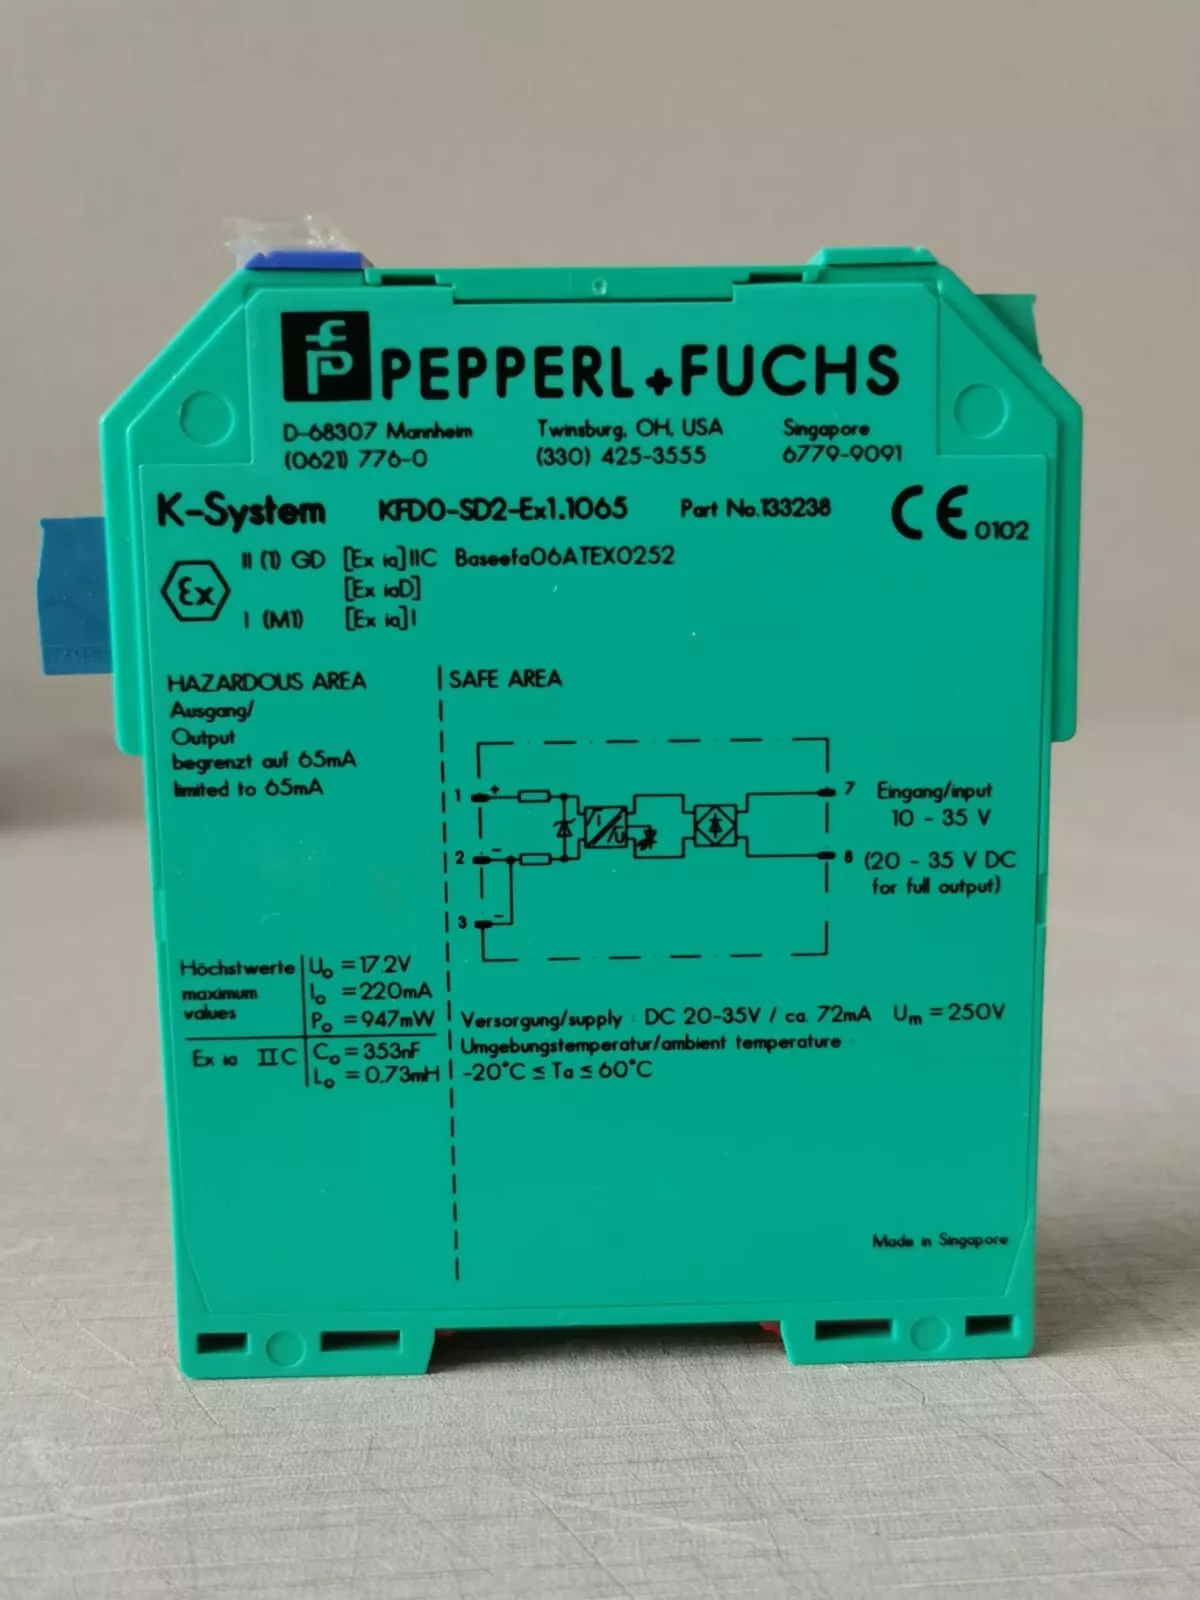 PEPPERL+FUCHS
D-68307 Mannheim Twinsburg, OH, USA Singapore
(0621) 776-0 (330) 425-3555 6779-9091
K-System KFD0-SD2-Ex1.1065 Part No.133238 CE 0102
Ex II (1) GD [Ex ia]IIC Baseefa06ATEX0252
[Ex iaD]
I (M1) [Ex ia]I
HAZARDOUS AREA SAFE AREA
Ausgang/
Output
begrenzt auf 65mA
limited to 65mA
1 + 7 Eingang/input
10 - 35 V
I/U
2 - 8 (20 - 35 V DC
for full output)
3 -
Höchstwerte Uo = 17.2V
maximum Io = 220mA
values Po = 947mW
Ex ia IIC Co = 353nF
Lo = 0.73mH
Versorgung/supply : DC 20-35V / ca. 72mA Um = 250V
Umgebungstemperatur/ambient temperature
-20°C ≤ Ta ≤ 60°C
Made in Singapore